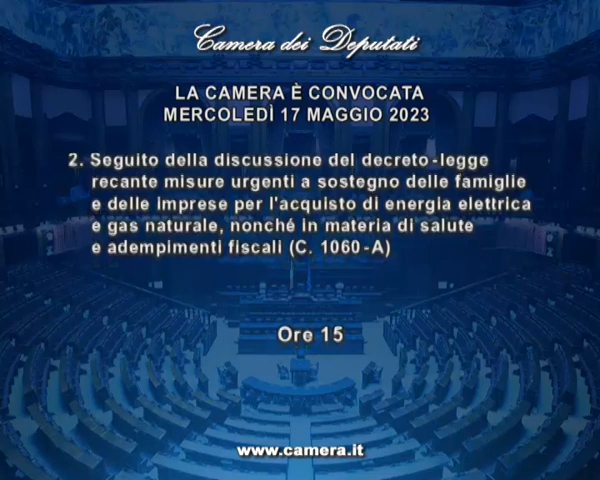 Camera dei Deputati
LA CAMERA È CONVOCATA
MERCOLEDÌ 17 MAGGIO 2023
2. Seguito della discussione del decreto-legge
recante misure urgenti a sostegno delle famiglie
e delle imprese per l'acquisto di energia elettrica
e gas naturale, nonché in materia di salute
e adempimenti fiscali (C. 1060-A)
Ore 15
www.camera.it